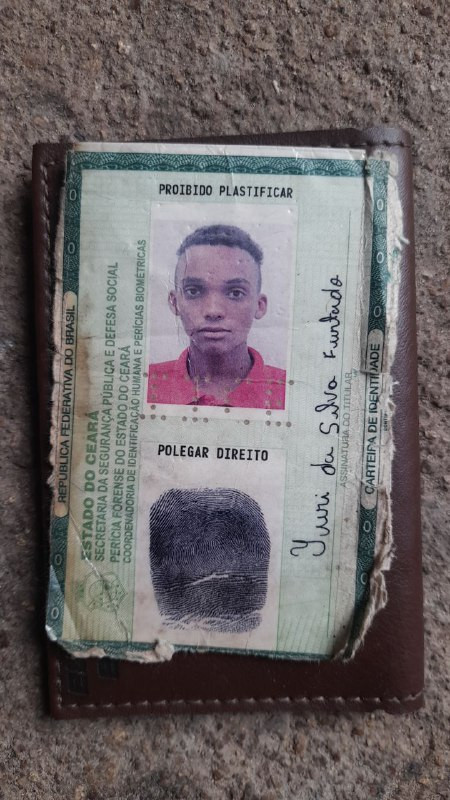 PROIBIDO PLASTIFICAR
REPÚBLICA FEDERATIVA DO BRASIL
ESTADO DO CEARÁ
SECRETARIA DA SEGURANÇA PÚBLICA E DEFESA SOCIAL
PERÍCIA FORENSE DO ESTADO DO CEARÁ
COORDENADORIA DE IDENTIFICAÇÃO HUMANA E PERÍCIAS BIOMÉTRICAS
POLEGAR DIREITO
Yuri da Silva Furtado
ASSINATURA DO TITULAR
CARTEIRA DE IDENTIDADE